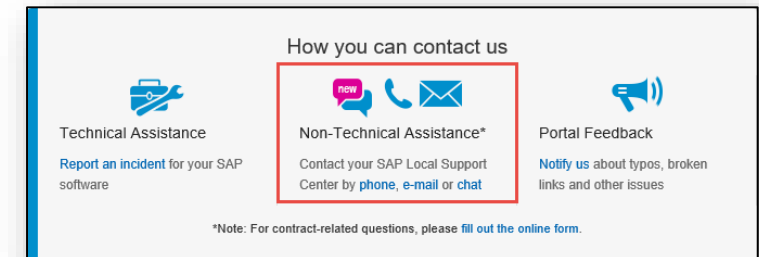 How you can contact us
new
Technical Assistance
Report an incident for your SAP
software
Non-Technical Assistance*
Contact your SAP Local Support
Center by phone, e-mail or chat
Portal Feedback
Notify us about typos, broken
links and other issues
*Note: For contract-related questions, please fill out the online form.